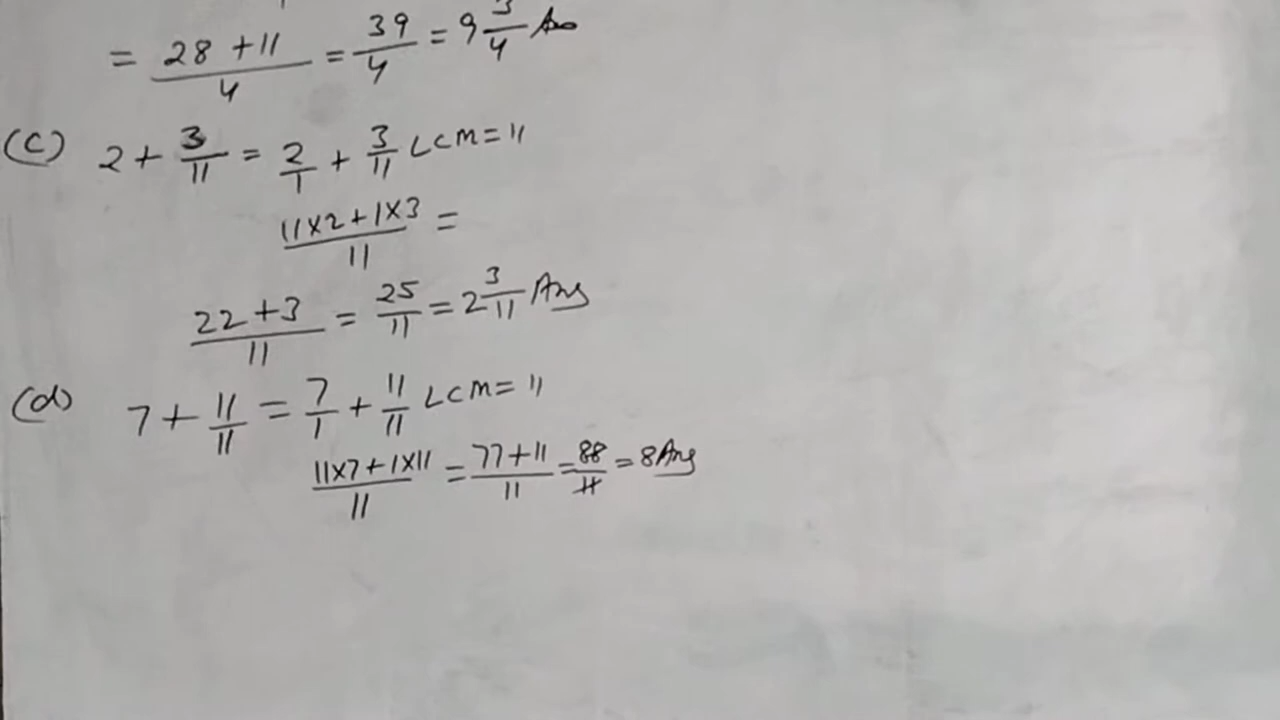 = 28 + 11 / 4 = 39/4 = 9 3/4 Ans
(c) 2 + 3/11 = 2/1 + 3/11 LCM = 11
11×2 + 1×3 / 11 =
22 + 3 / 11 = 25/11 = 2 3/11 Ans
(d) 7 + 11/11 = 7/1 + 11/11 LCM = 11
11×7 + 1×11 / 11 = 77 + 11 / 11 = 88/11 = 8 Ans